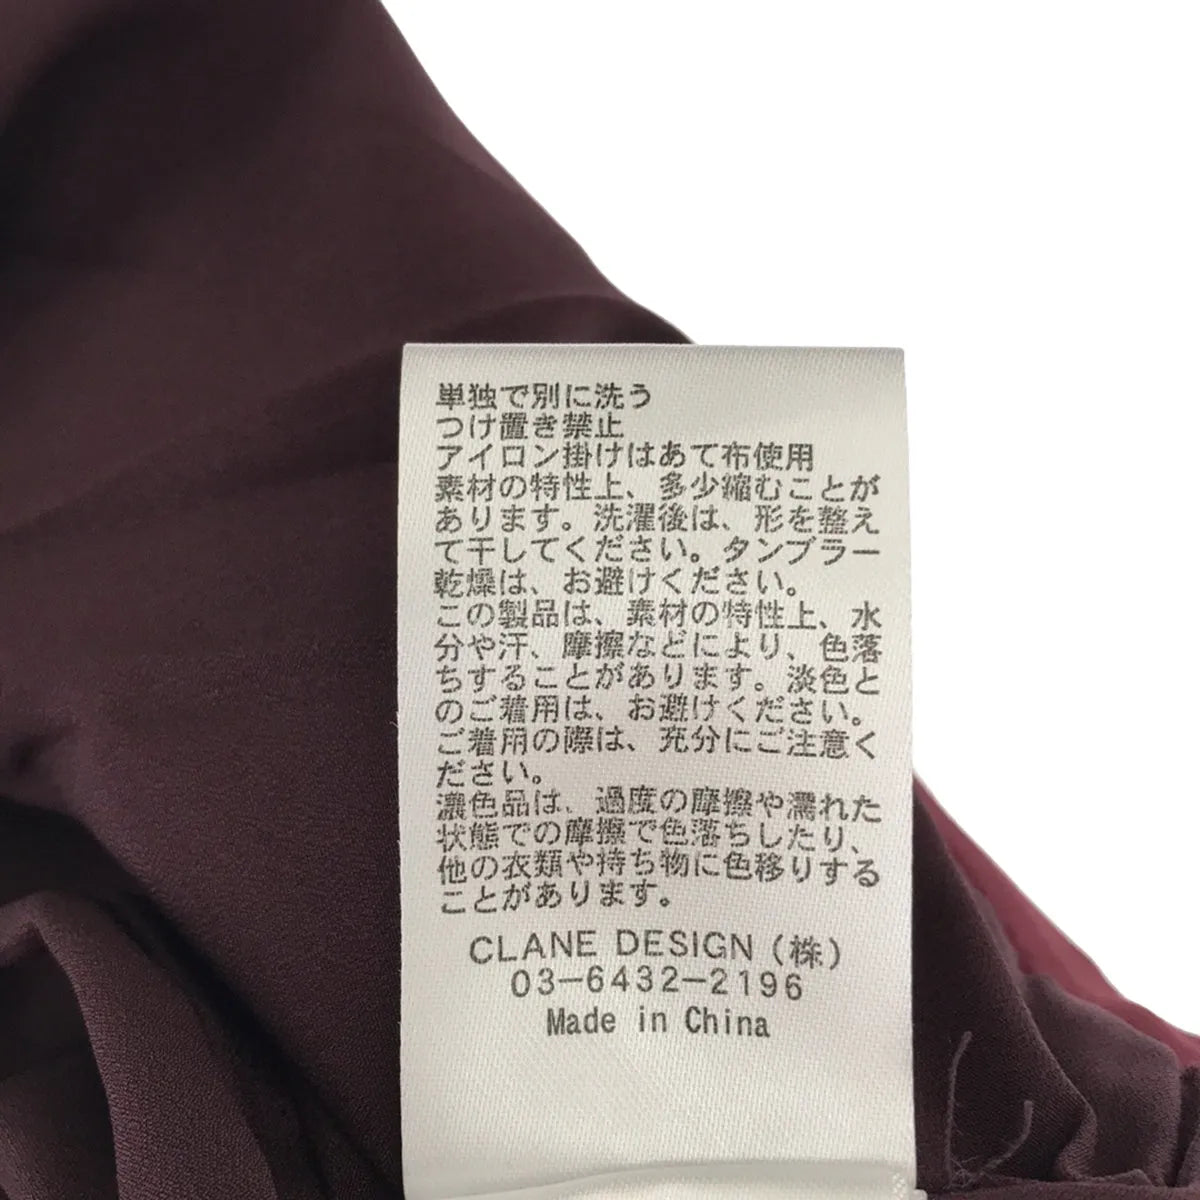 単独で別に洗う
つけ置き禁止
アイロン掛けはあて布使用
素材の特性上、多少縮むことが
あります。洗濯後は、形を整え
て干してください。タンブラー
乾燥は、お避けください。
この製品は、素材の特性上、水
分や汗、摩擦などにより、色落
ちすることがあります。淡色と
のご着用は、お避けください。
ご着用の際は、充分にご注意く
ださい。
濃色品は、過度の摩擦や濡れた
状態での摩擦で色落ちしたり、
他の衣類や持ち物に色移りする
ことがあります。
CLANE DESIGN(株)
03-6432-2196
Made in China